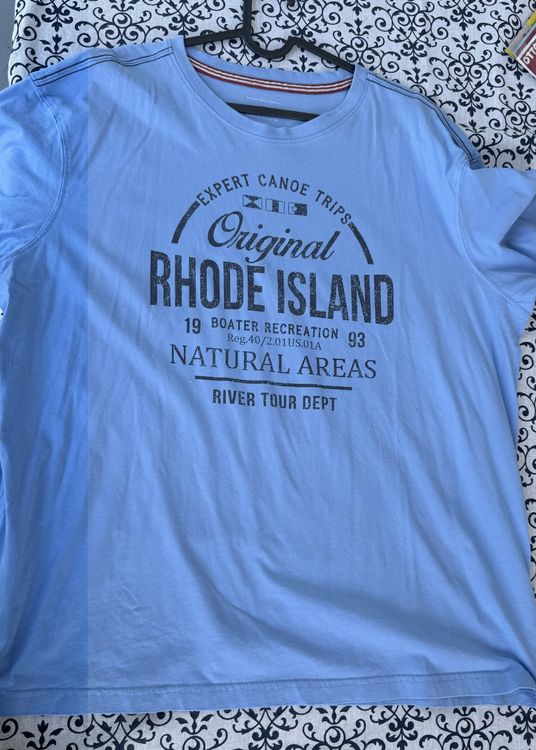 EXPERT CANOE TRIPS
Original
RHODE ISLAND
19 BOATER RECREATION 93
Reg.40/2.01US.01A
NATURAL AREAS
RIVER TOUR DEPT